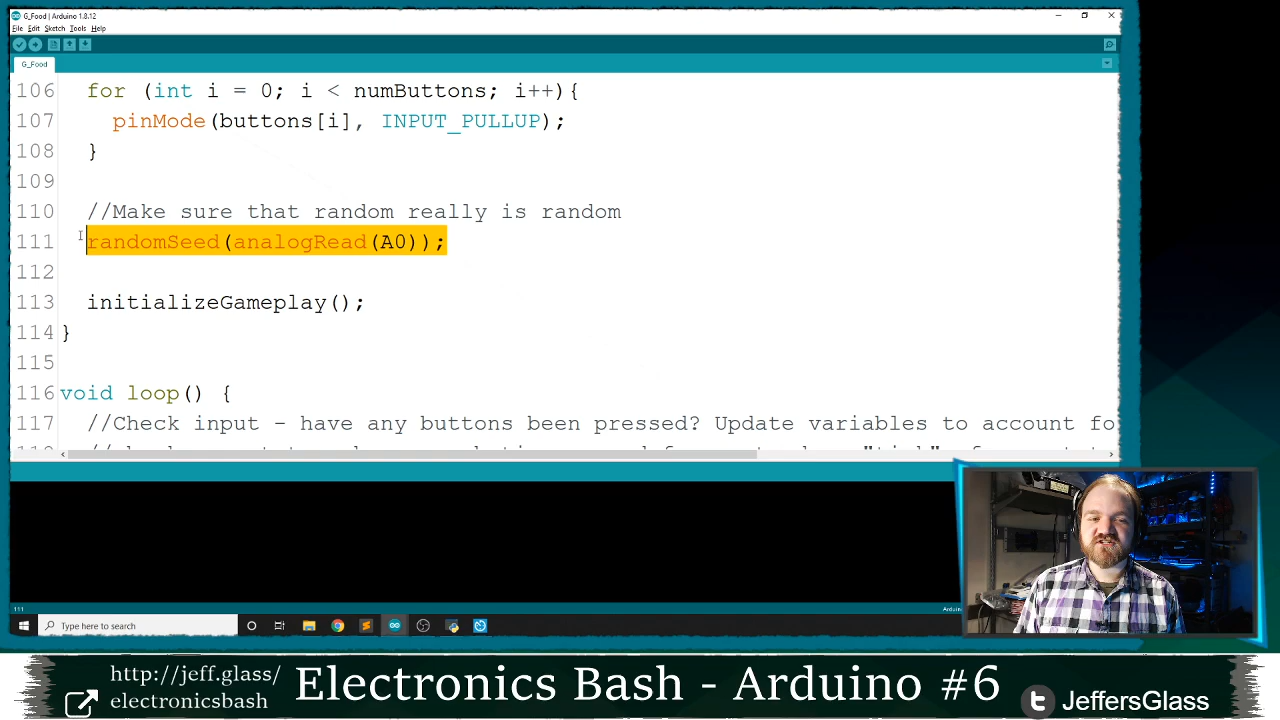 G_Food | Arduino 1.8.12
File Edit Sketch Tools Help
G_Food
106 for (int i = 0; i < numButtons; i++){
107 pinMode(buttons[i], INPUT_PULLUP);
108 }
109
110 //Make sure that random really is random
111 randomSeed(analogRead(A0));
112
113 initializeGameplay();
114 }
115
116 void loop() {
117 //Check input - have any buttons been pressed? Update variables to account fo
111
Arduino
Type here to search
http://jeff.glass/
electronicsbash
Electronics Bash - Arduino #6
JeffersGlass